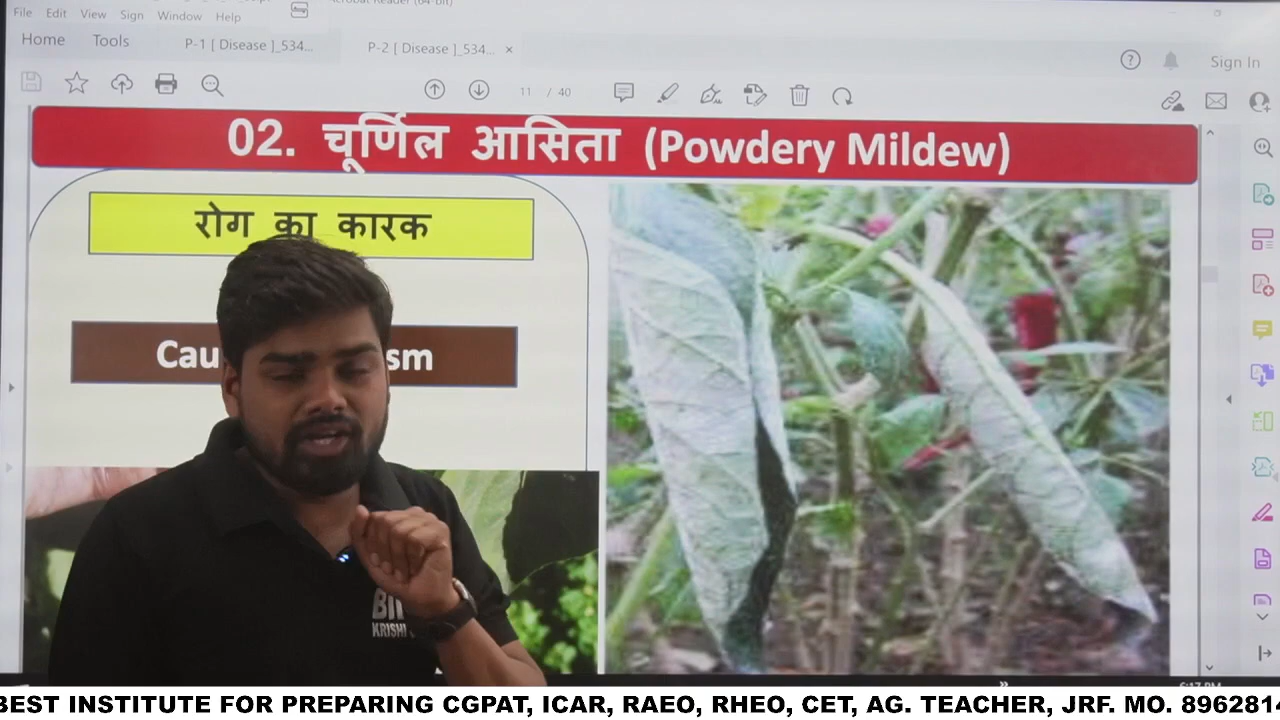 File Edit View Sign Window Help
Home Tools P-1 [ Disease ]_534... P-2 [ Disease ]_534... ×
Sign In
11 / 40
02. चूर्णिल आसिता (Powdery Mildew)
रोग का कारक
Cau sm
KRISHI
BEST INSTITUTE FOR PREPARING CGPAT, ICAR, RAEO, RHEO, CET, AG. TEACHER, JRF. MO. 8962814